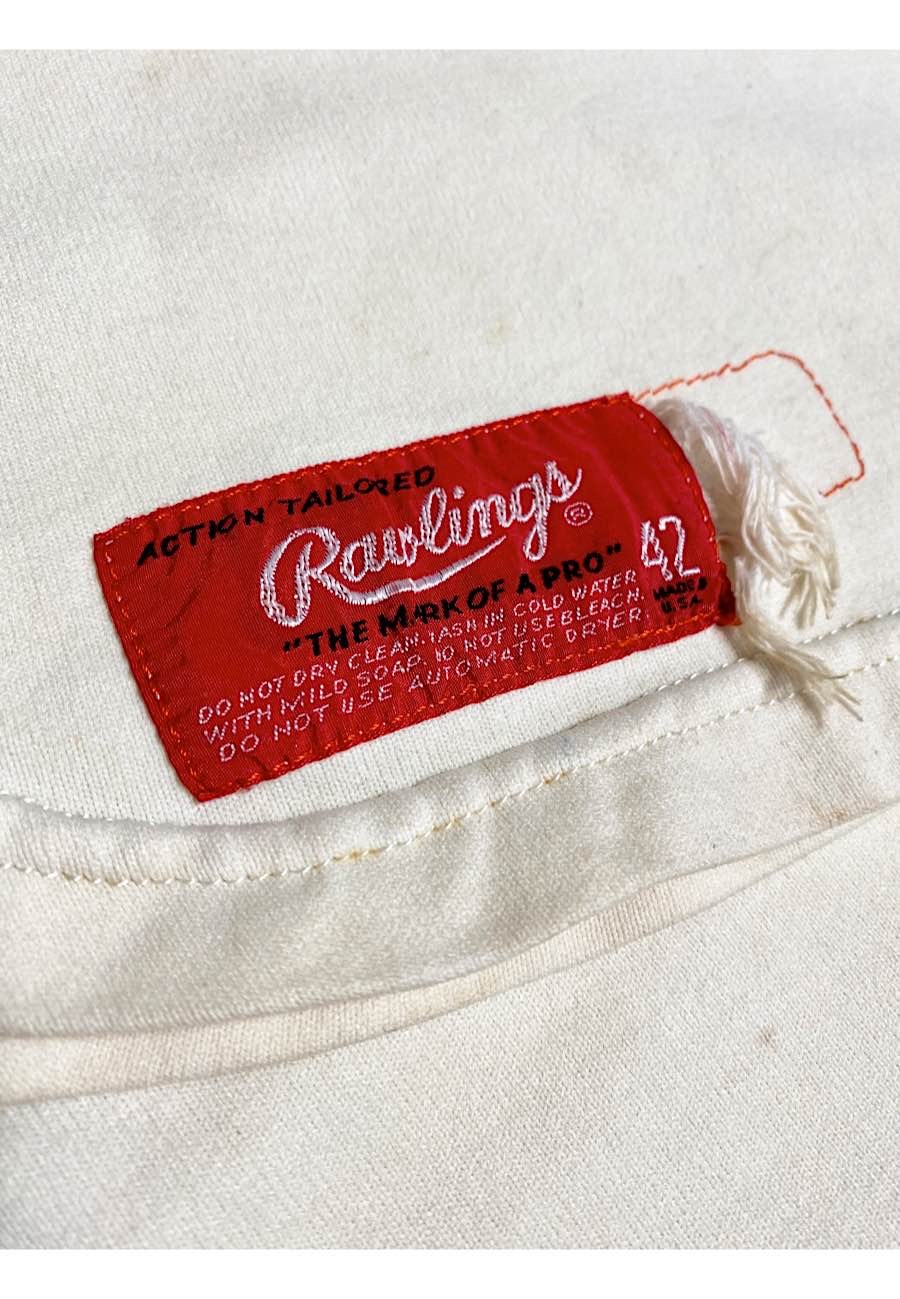 ACTION TAILORED
Rawlings ®
"THE MARK OF A PRO" 42
DO NOT DRY CLEAN. WASH IN COLD WATER MADE IN
WITH MILD SOAP. DO NOT USE BLEACH. U.S.A.
DO NOT USE AUTOMATIC DRYER.